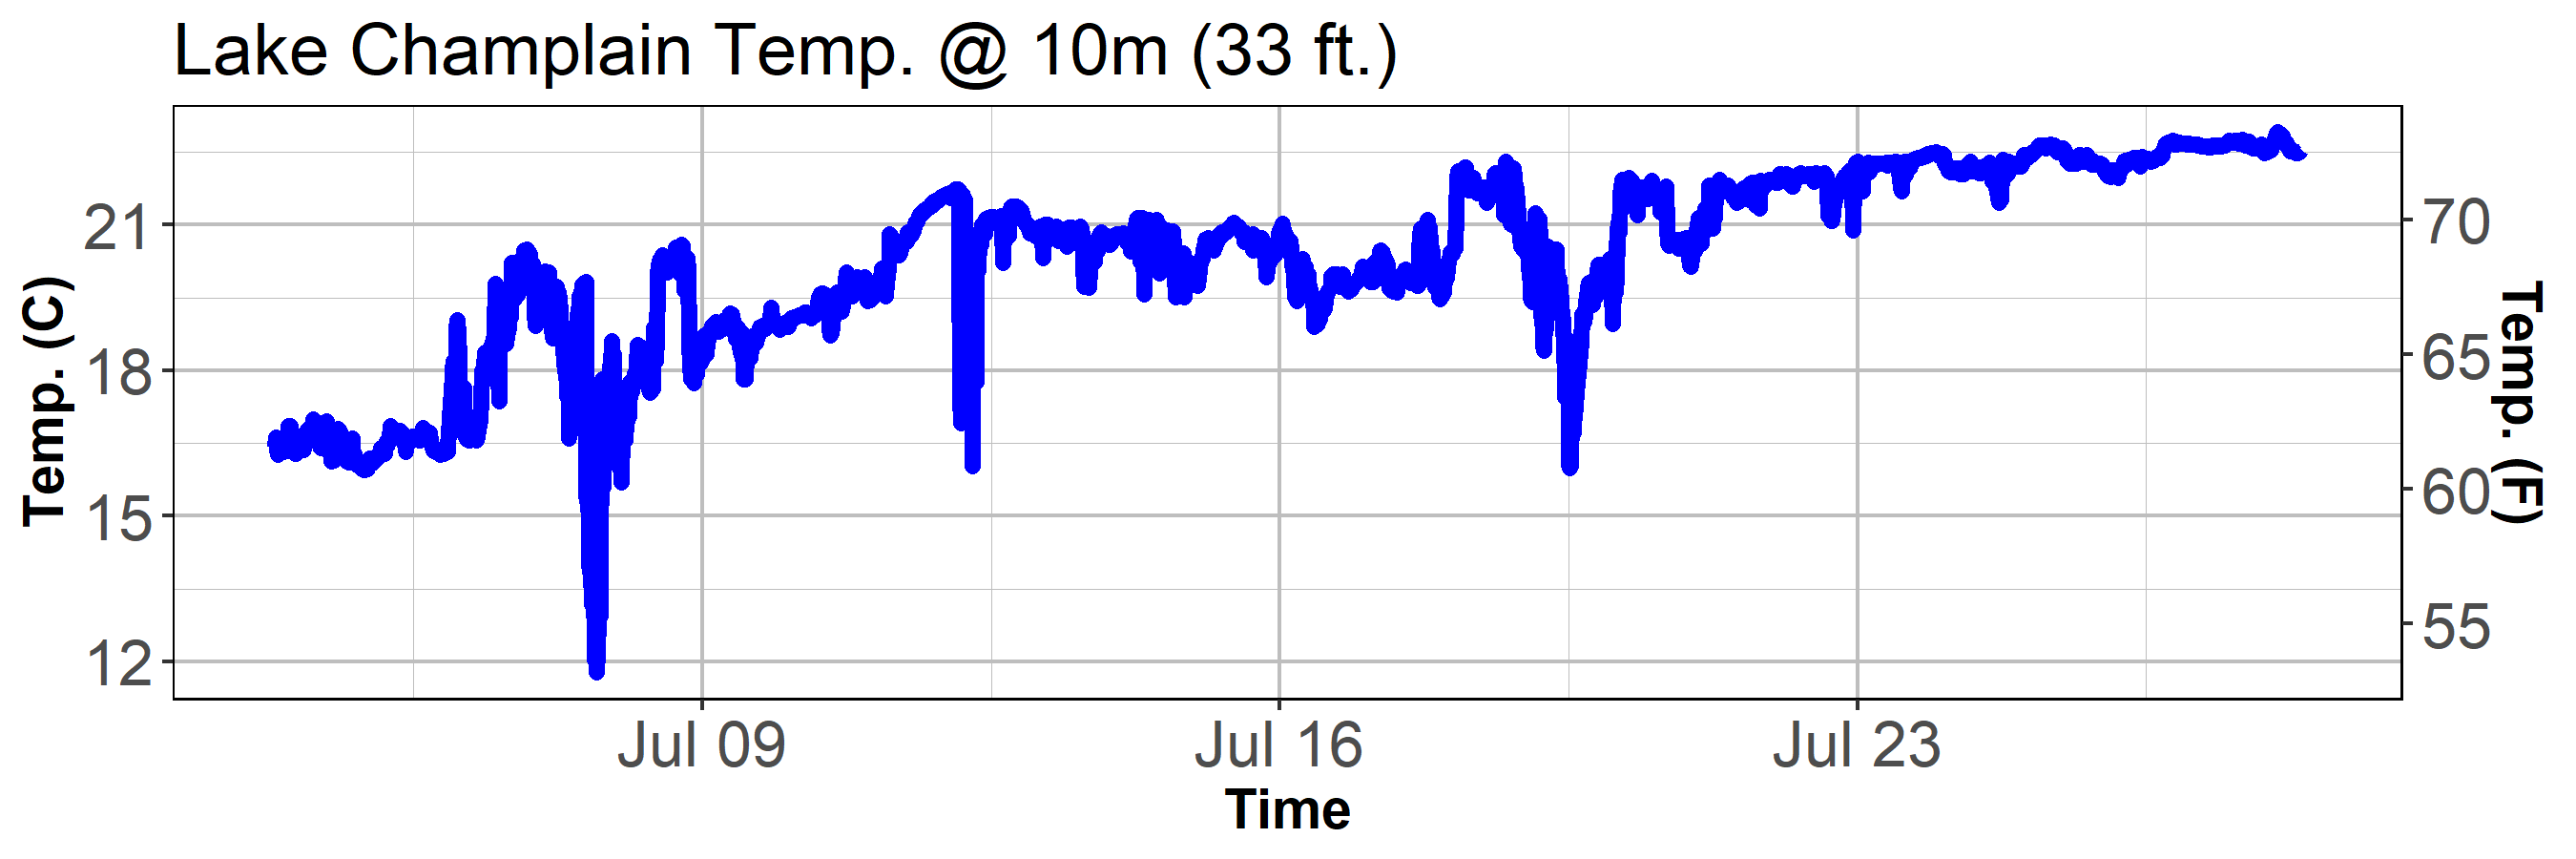 Lake Champlain Temp. @ 10m (33 ft.)
Temp. (C)
21
18
15
12
70
65
60
55
Temp. (F)
Jul 09
Jul 16
Jul 23
Time